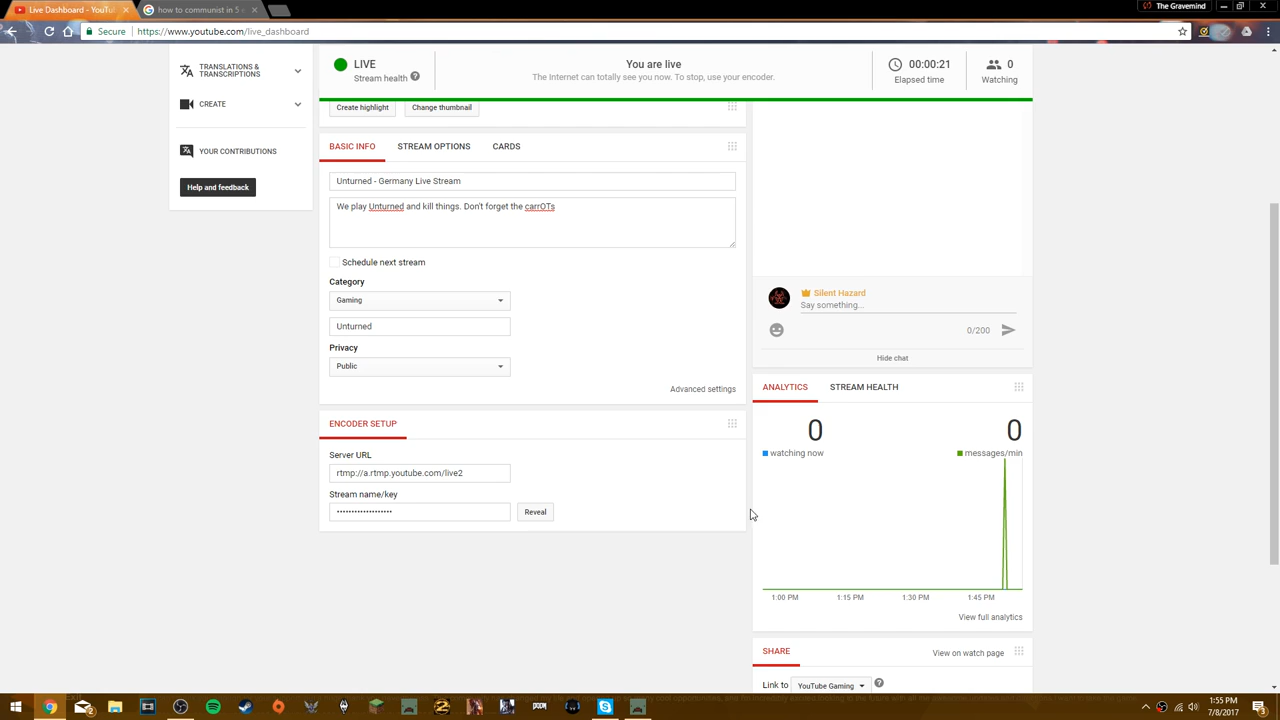 Live Dashboard - YouTu
how to communist in 5
The Gravemind
Secure
https://www.youtube.com/live_dashboard
TRANSLATIONS &
TRANSCRIPTIONS
CREATE
YOUR CONTRIBUTIONS
Help and feedback
LIVE
Stream health
You are live
The Internet can totally see you now. To stop, use your encoder.
00:00:21
Elapsed time
0
Watching
Create highlight
Change thumbnail
BASIC INFO
STREAM OPTIONS
CARDS
Unturned - Germany Live Stream
We play Unturned and kill things. Don't forget the carrOTs
Schedule next stream
Category
Gaming
Unturned
Privacy
Public
Advanced settings
ENCODER SETUP
Server URL
rtmp://a.rtmp.youtube.com/live2
Stream name/key
•••••••••••••••••••
Reveal
Silent Hazard
Say something...
0/200
Hide chat
ANALYTICS
STREAM HEALTH
0
watching now
0
messages/min
1:00 PM
1:15 PM
1:30 PM
1:45 PM
View full analytics
SHARE
View on watch page
Link to
YouTube Gaming
DOOM
1:55 PM
7/8/2017